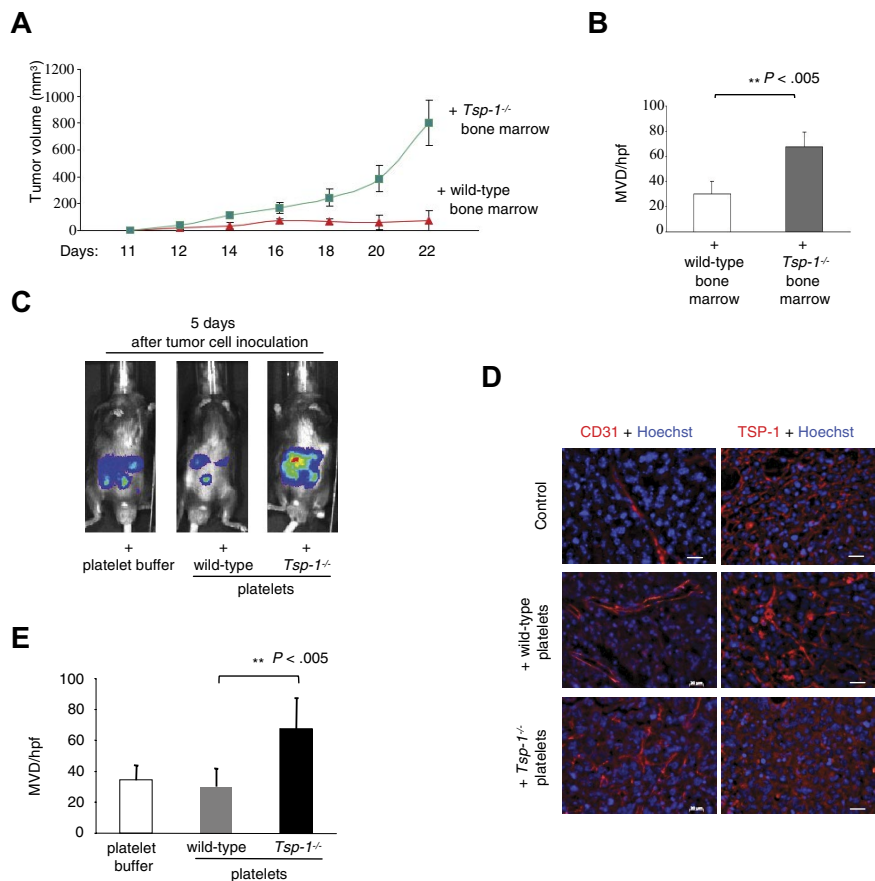 A
Tumor volume (mm³)
1200
1000
800
600
400
200
0
Days:
11
12
14
16
18
20
22
+ Tsp-1-/-
bone marrow
+ wild-type
bone marrow
B
** P < .005
MVD/hpf
100
80
60
40
20
0
+
wild-type
bone
marrow
+
Tsp-1-/-
bone
marrow
C
5 days
after tumor cell inoculation
+
platelet buffer
+
wild-type
+
Tsp-1-/-
platelets
D
CD31 + Hoechst
TSP-1 + Hoechst
Control
+ wild-type
platelets
+ Tsp-1-/-
platelets
E
** P < .005
MVD/hpf
100
80
60
40
20
0
platelet
buffer
wild-type
Tsp-1-/-
platelets